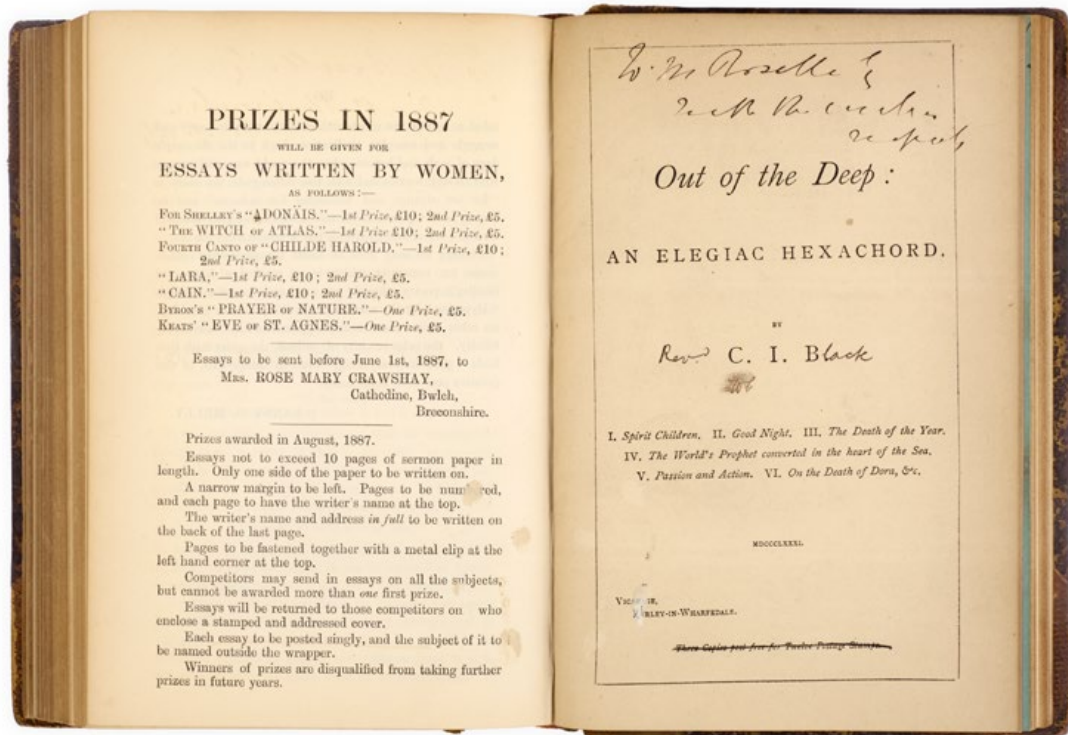 PRIZES IN 1887
WILL BE GIVEN FOR
ESSAYS WRITTEN BY WOMEN,
AS FOLLOWS:—
FOR SHELLEY'S "ADONÄIS."—1st Prize, £10; 2nd Prize, £5.
"THE WITCH OF ATLAS."—1st Prize £10; 2nd Prize, £5.
FOURTH CANTO OF "CHILDE HAROLD."—1st Prize, £10;
2nd Prize, £5.
"LARA,"—1st Prize, £10; 2nd Prize, £5.
"CAIN."—1st Prize, £10; 2nd Prize, £5.
BYRON'S "PRAYER OF NATURE."—One Prize, £5.
KEATS' "EVE OF ST. AGNES."—One Prize, £5.
Essays to be sent before June 1st, 1887, to
MRS. ROSE MARY CRAWSHAY,
Cathedine, Bwlch,
Breconshire.
Prizes awarded in August, 1887.
Essays not to exceed 10 pages of sermon paper in
length. Only one side of the paper to be written on.
A narrow margin to be left. Pages to be numbered,
and each page to have the writer's name at the top.
The writer's name and address in full to be written on
the back of the last page.
Pages to be fastened together with a metal clip at the
left hand corner at the top.
Competitors may send in essays on all the subjects,
but cannot be awarded more than one first prize.
Essays will be returned to those competitors on who
enclose a stamped and addressed cover.
Each essay to be posted singly, and the subject of it to
be named outside the wrapper.
Winners of prizes are disqualified from taking further
prizes in future years.
Out of the Deep:
AN ELEGIAC HEXACHORD.
BY
Revd C. I. Black
I. Spirit Children. II. Good Night. III. The Death of the Year.
IV. The World's Prophet converted in the heart of the Sea.
V. Passion and Action. VI. On the Death of Dora, &c.
MDCCCLXXXI.
VICARAGE,
BURLEY-IN-WHARFEDALE.
Three Copies post free for Twelve Postage Stamps.